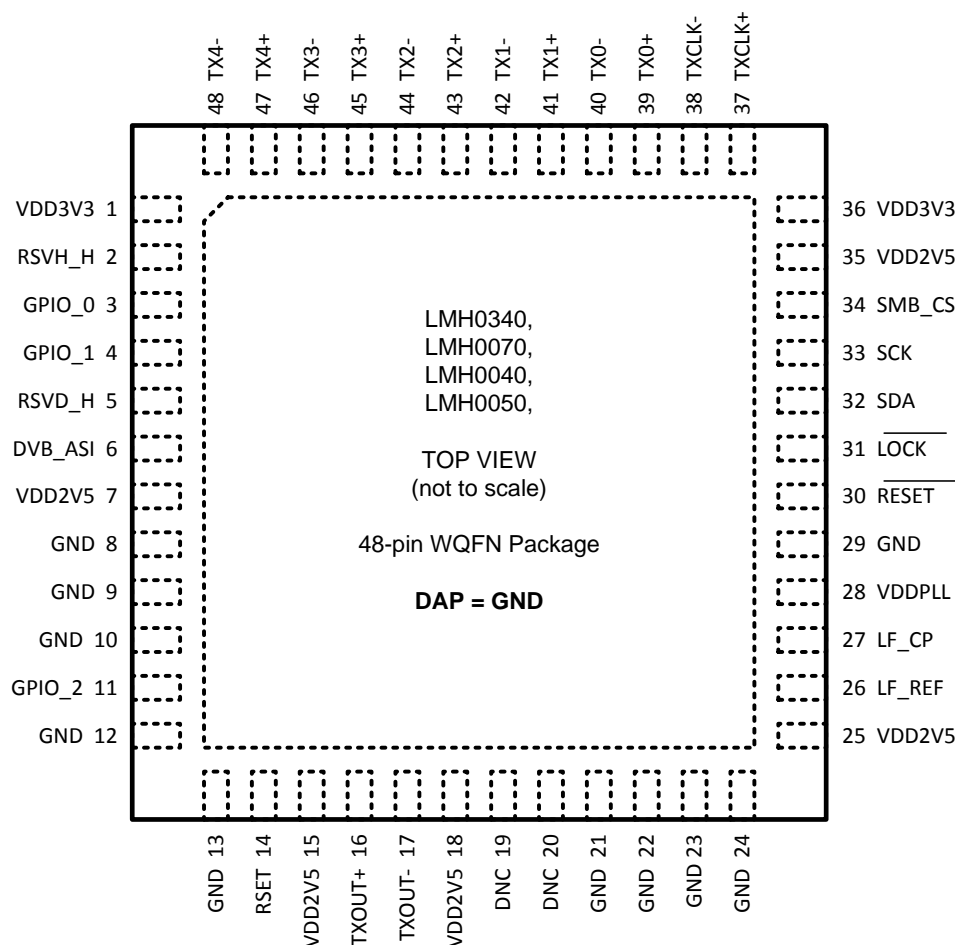 48 TX4-
47 TX4+
46 TX3-
45 TX3+
44 TX2-
43 TX2+
42 TX1-
41 TX1+
40 TX0-
39 TX0+
38 TXCLK-
37 TXCLK+
VDD3V3 1
RSVH_H 2
GPIO_0 3
GPIO_1 4
RSVD_H 5
DVB_ASI 6
VDD2V5 7
GND 8
GND 9
GND 10
GPIO_2 11
GND 12
LMH0340,
LMH0070,
LMH0040,
LMH0050,
TOP VIEW
(not to scale)
48-pin WQFN Package
DAP = GND
36 VDD3V3
35 VDD2V5
34 SMB_CS
33 SCK
32 SDA
31 LOCK
30 RESET
29 GND
28 VDDPLL
27 LF_CP
26 LF_REF
25 VDD2V5
GND 13
RSET 14
VDD2V5 15
TXOUT+ 16
TXOUT- 17
VDD2V5 18
DNC 19
DNC 20
GND 21
GND 22
GND 23
GND 24